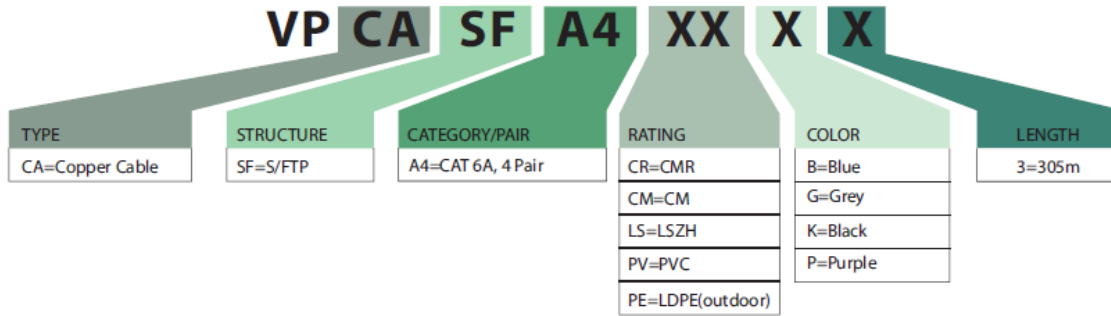 VP CA SF A4 XX X X
TYPE
CA=Copper Cable
STRUCTURE
SF=S/FTP
CATEGORY/PAIR
A4=CAT 6A, 4 Pair
RATING
CR=CMR
CM=CM
LS=LSZH
PV=PVC
PE=LDPE(outdoor)
COLOR
B=Blue
G=Grey
K=Black
P=Purple
LENGTH
3=305m